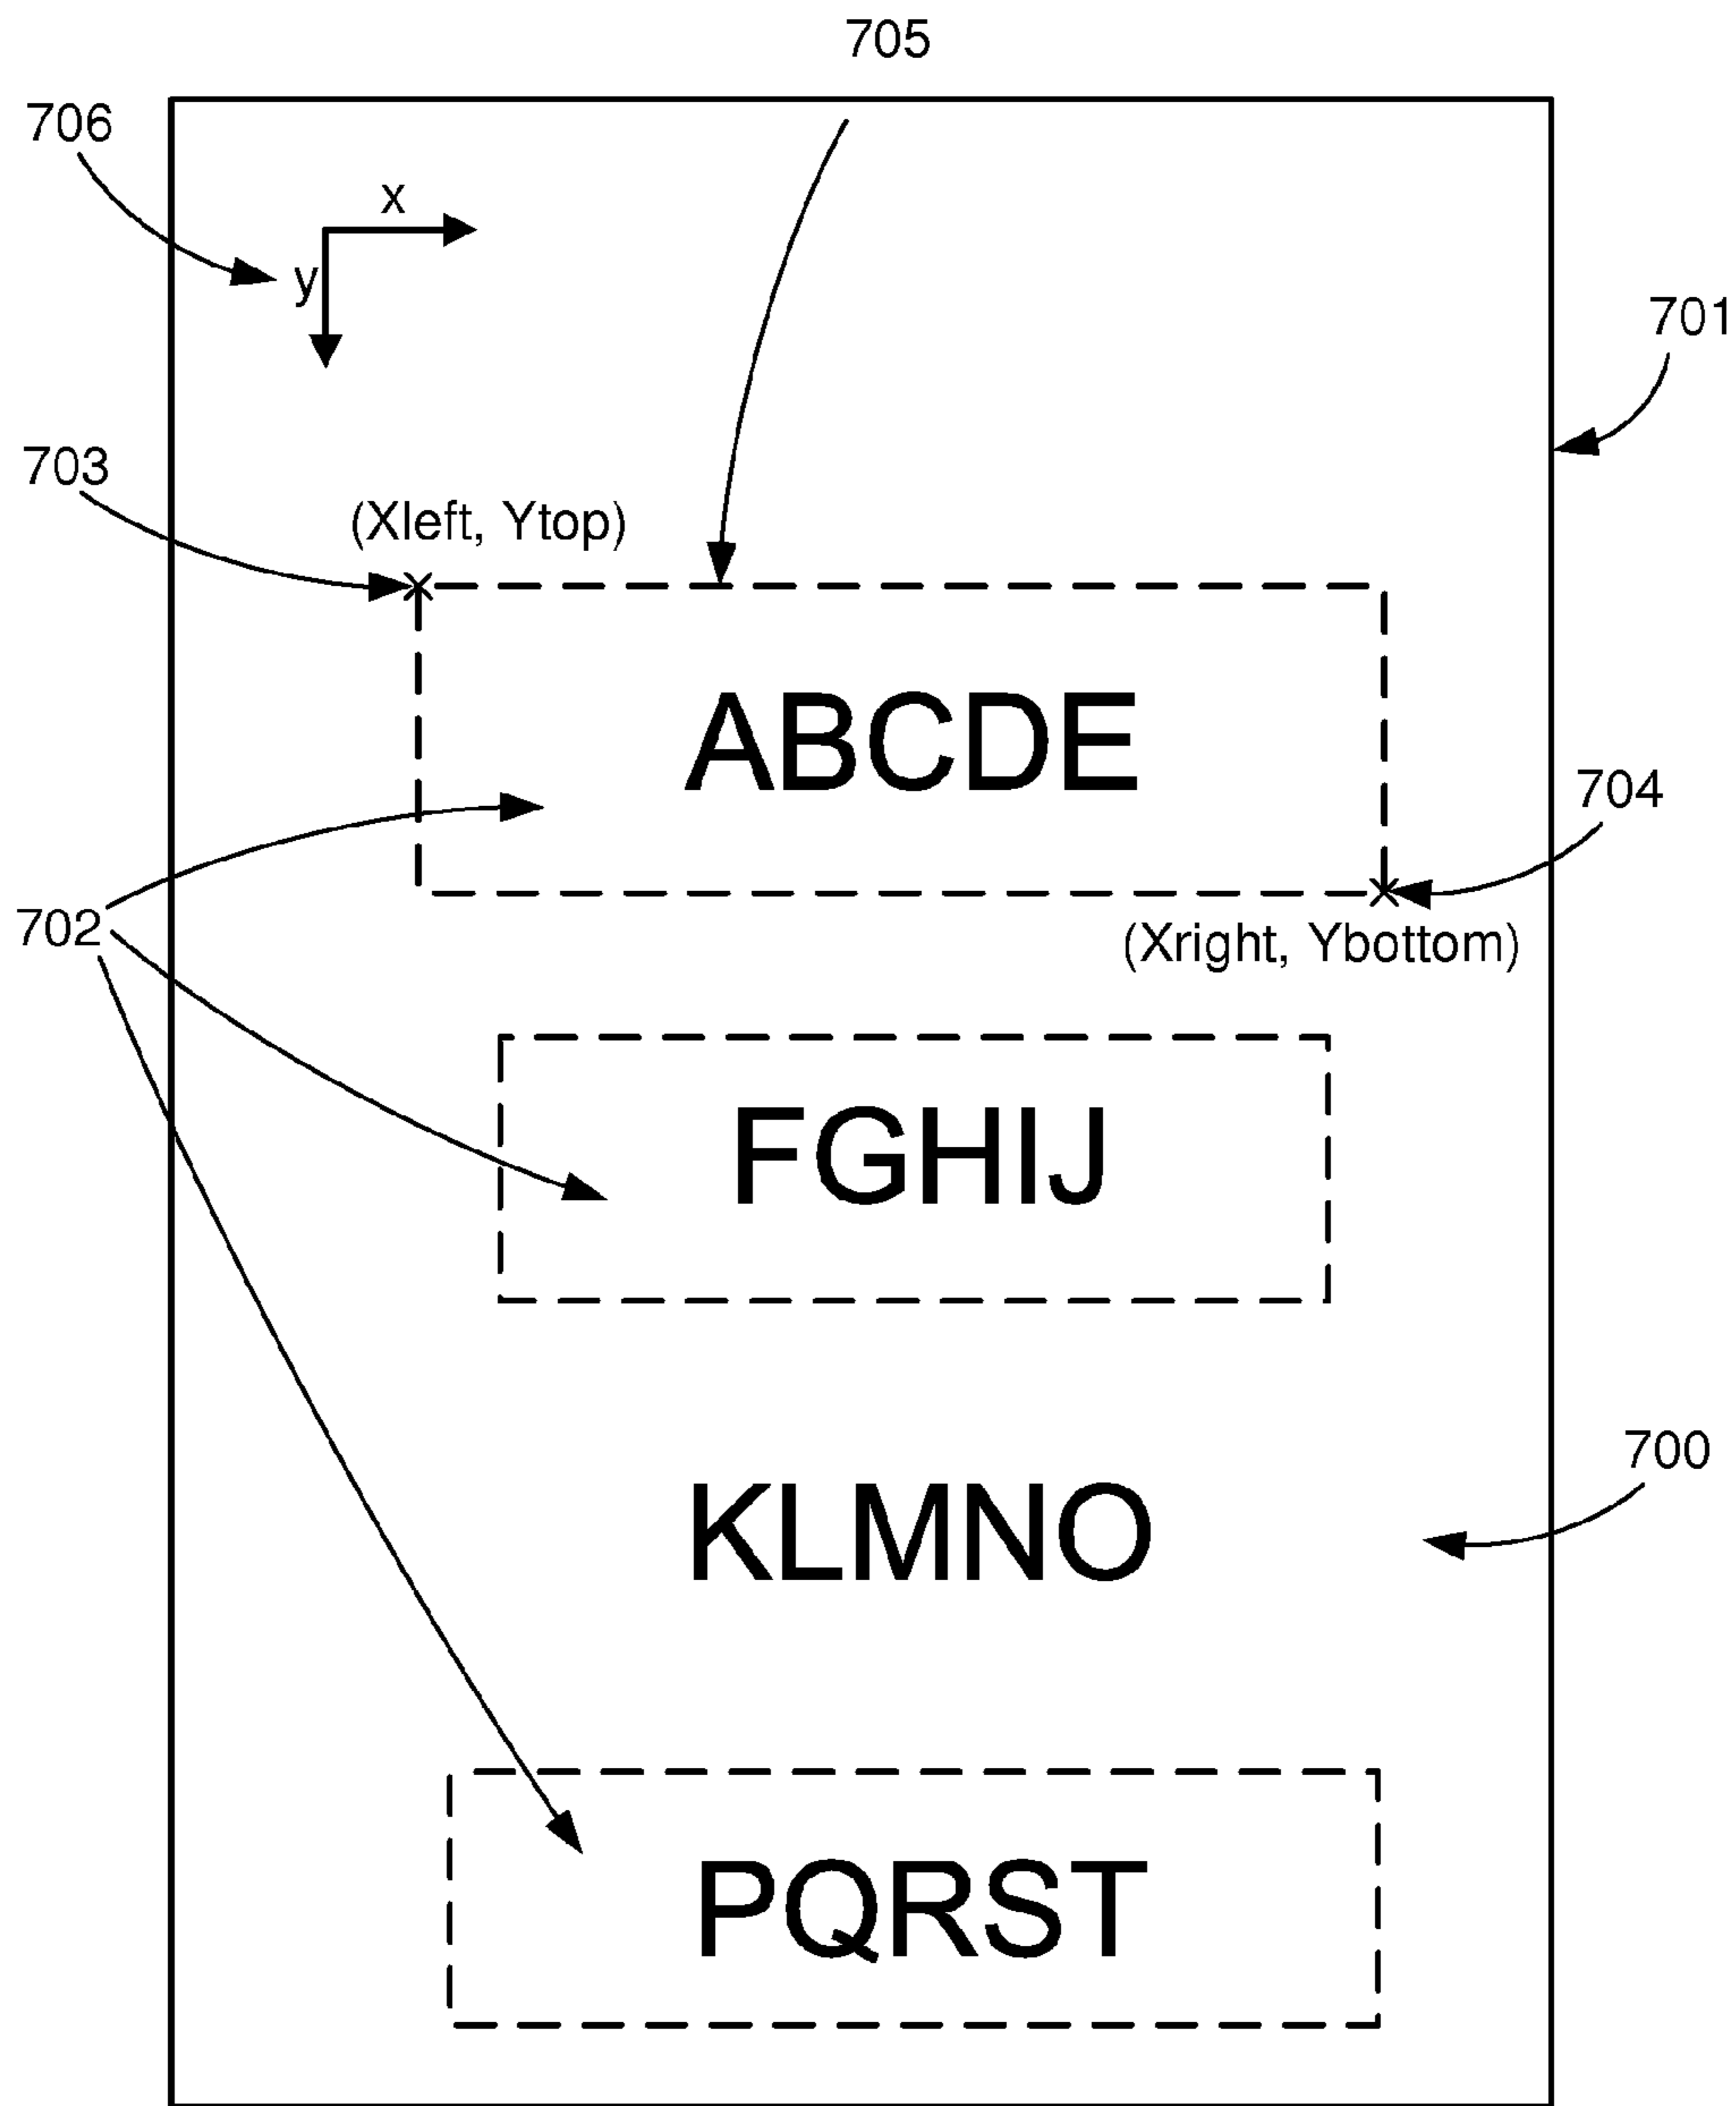 705
706
x
y
701
703
(Xleft, Ytop)
ABCDE
704
702
(Xright, Ybottom)
FGHIJ
700
KLMNO
PQRST